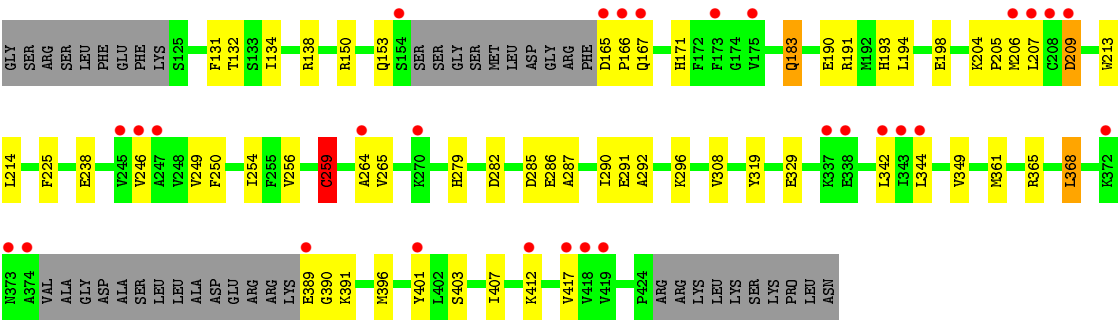 GLY SER ARG SER LEU PHE GLU PHE LYS S125 F131 T132 S133 I134 R138 R150 Q153 S154 SER SER GLY SER MET LEU ASP GLY ARG PHE D165 P166 Q167 H171 F172 F173 G174 V175 Q183 E190 R191 M192 H193 L194 E198 K204 P205 M206 L207 C208 D209 W213
L214 F225 E238 V245 V246 A247 V248 V249 F250 I254 F255 V256 C259 A264 V265 K270 H279 D282 D285 E286 A287 I290 E291 A292 K296 V308 Y319 E329 K337 E338 L342 I343 L344 V349 M361 R365 L368 K372
N373 A374 VAL ALA GLY ASP ALA SER LEU LEU ALA ASP GLU ARG ARG LYS E389 G390 K391 M396 Y401 L402 S403 I407 K412 V417 V418 V419 P424 ARG ARG LYS LEU LYS SER LYS PRO LEU ASN